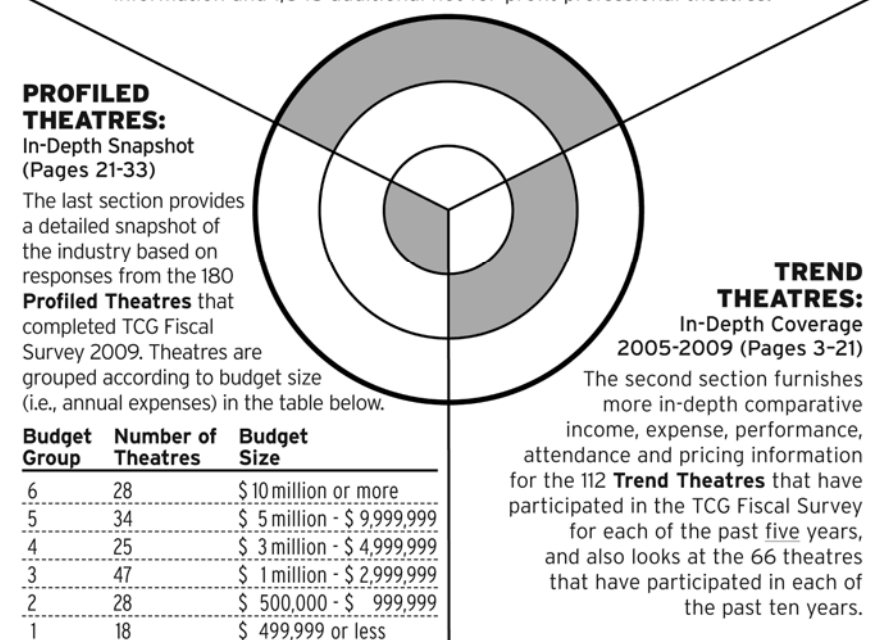 PROFILED
THEATRES:
In-Depth Snapshot
(Pages 21-33)
The last section provides
a detailed snapshot of
the industry based on
responses from the 180
Profiled Theatres that
completed TCG Fiscal
Survey 2009. Theatres are
grouped according to budget size
(i.e., annual expenses) in the table below.
Budget Number of Budget
Group Theatres Size
6 28 $ 10 million or more
5 34 $ 5 million - $ 9,999,999
4 25 $ 3 million - $ 4,999,999
3 47 $ 1 million - $ 2,999,999
2 28 $ 500,000 - $ 999,999
1 18 $ 499,999 or less
TREND
THEATRES:
In-Depth Coverage
2005-2009 (Pages 3–21)
The second section furnishes
more in-depth comparative
income, expense, performance,
attendance and pricing information
for the 112 Trend Theatres that have
participated in the TCG Fiscal Survey
for each of the past five years,
and also looks at the 66 theatres
that have participated in each of
the past ten years.